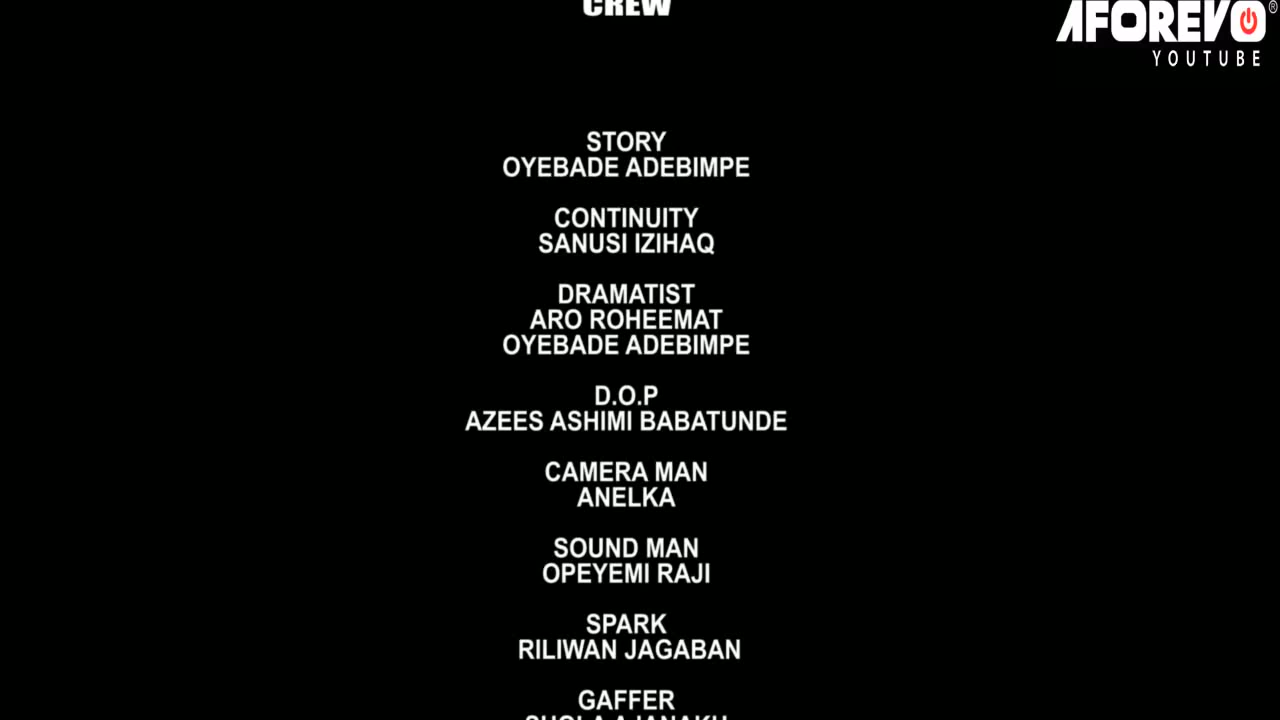 CREW
AFOREVO®
YOUTUBE
STORY
OYEBADE ADEBIMPE
CONTINUITY
SANUSI IZIHAQ
DRAMATIST
ARO ROHEEMAT
OYEBADE ADEBIMPE
D.O.P
AZEES ASHIMI BABATUNDE
CAMERA MAN
ANELKA
SOUND MAN
OPEYEMI RAJI
SPARK
RILIWAN JAGABAN
GAFFER